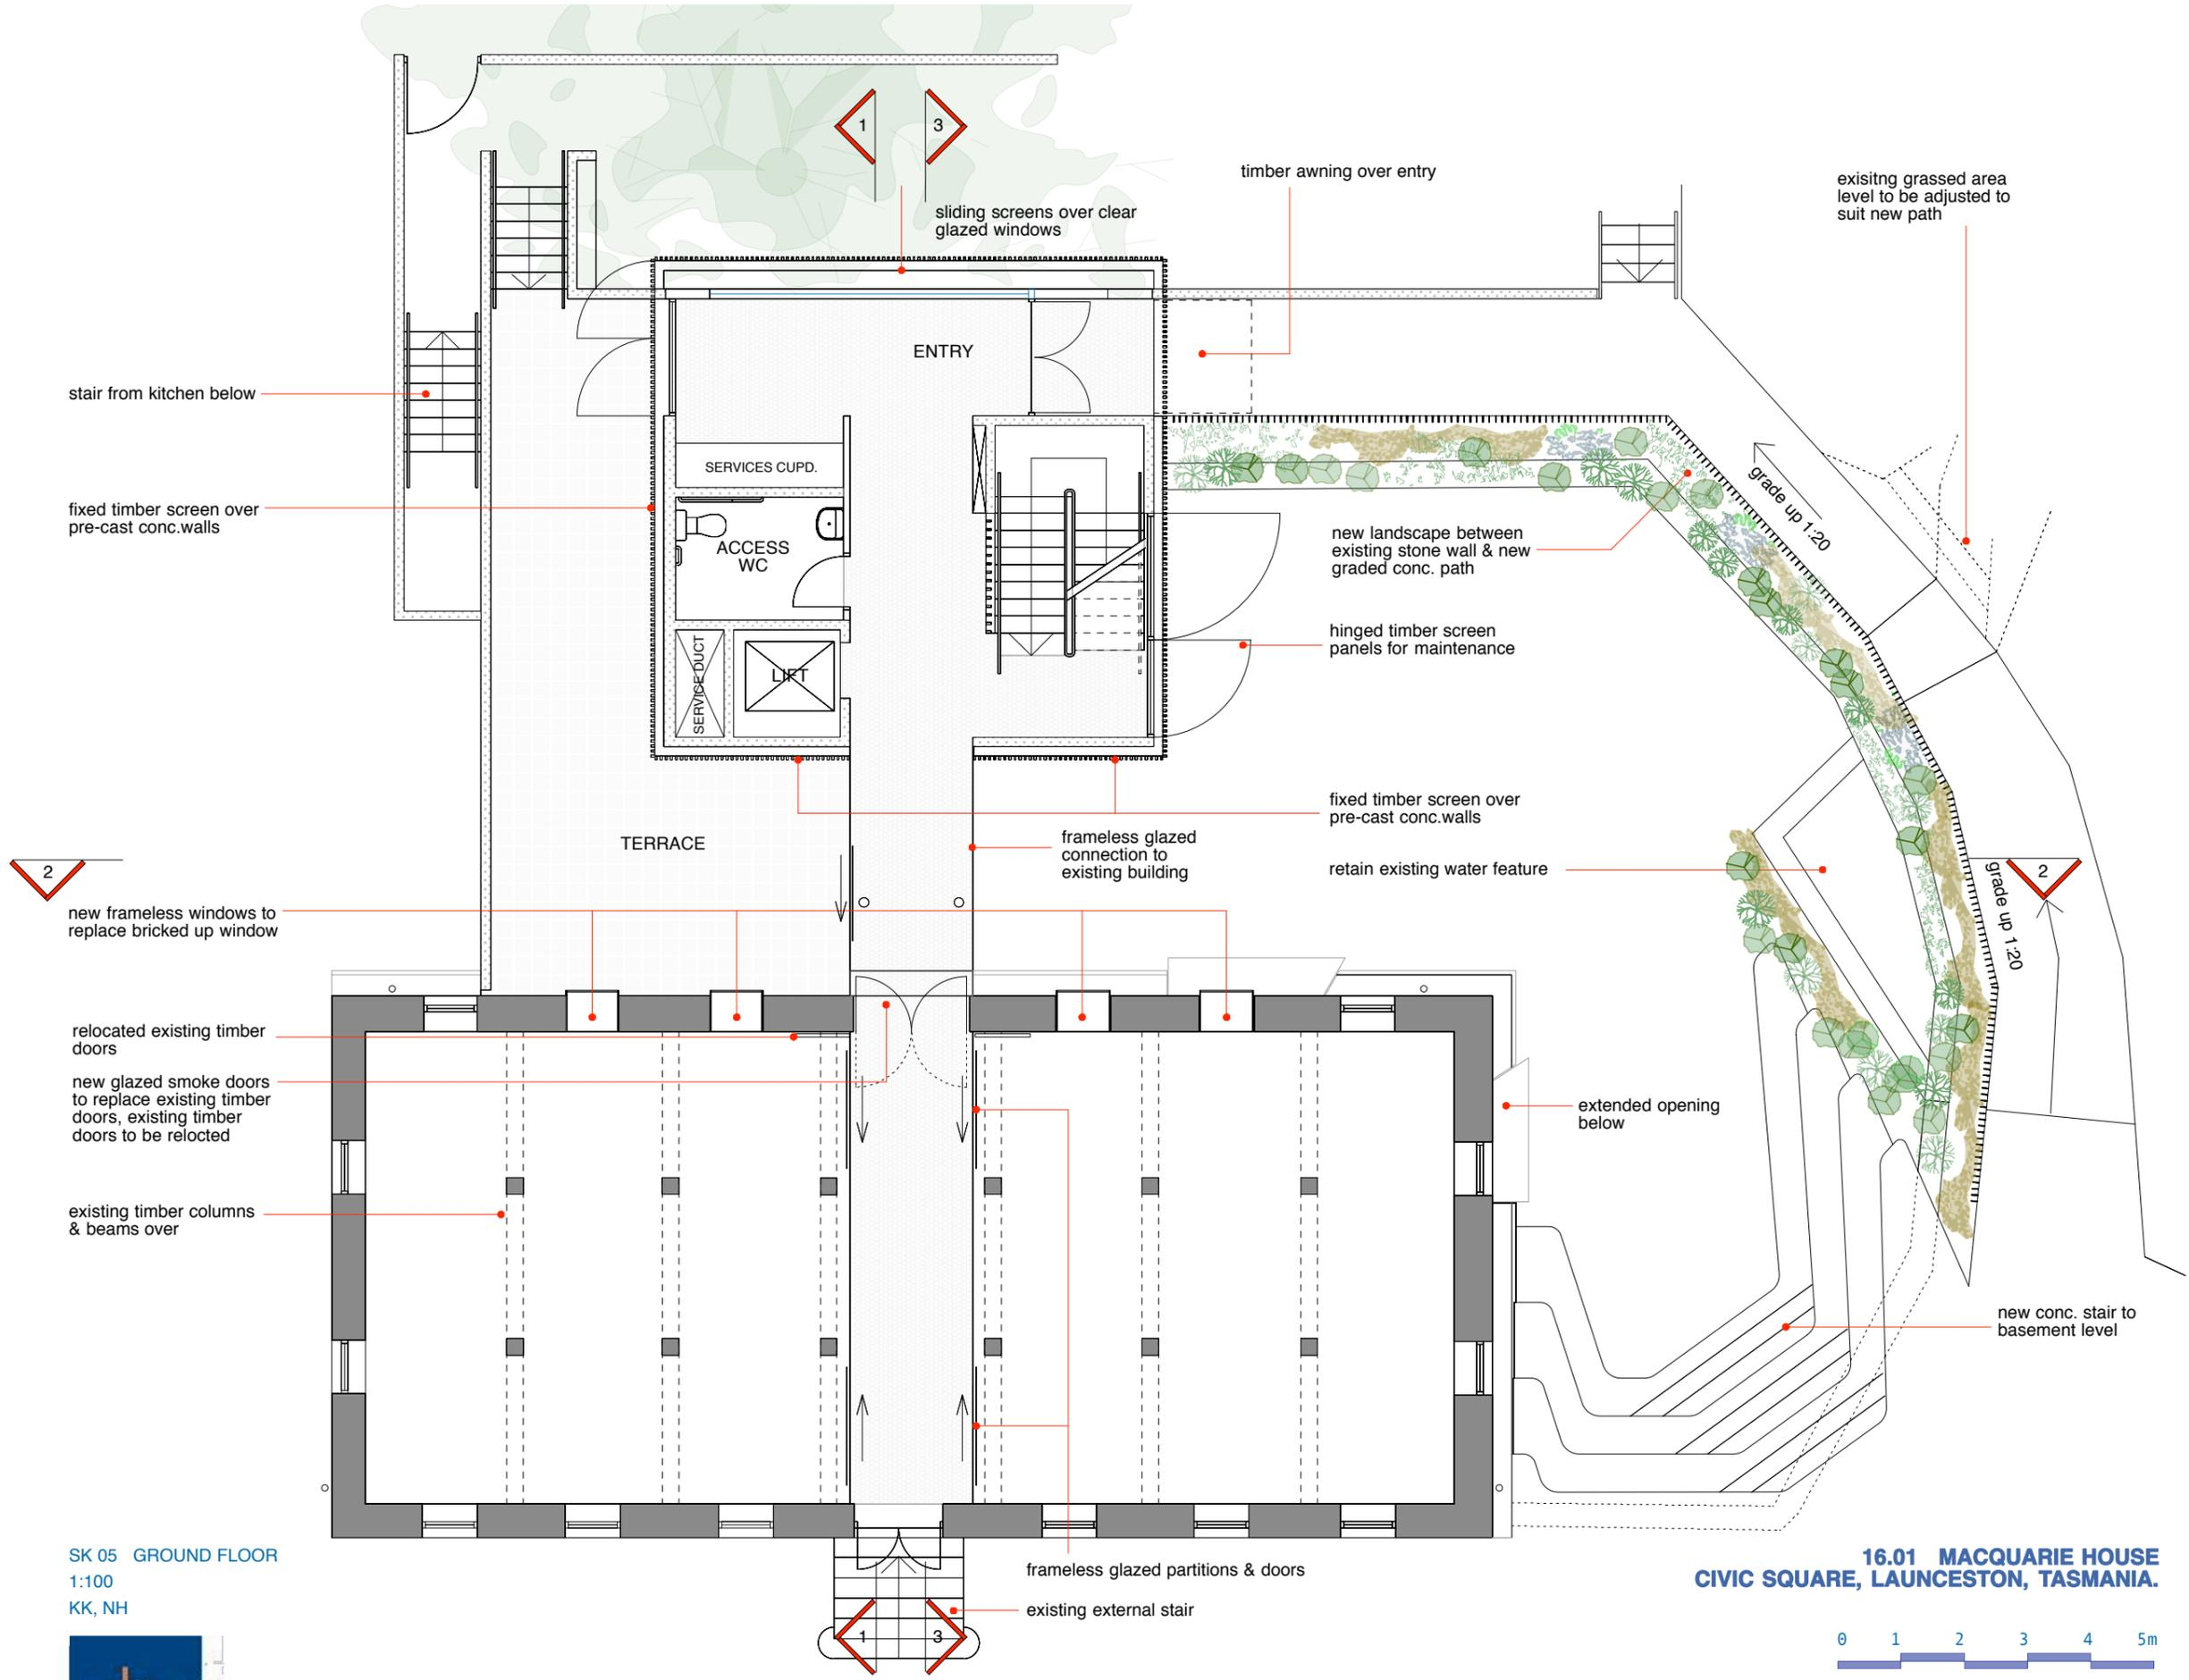 1
3
timber awning over entry
exisitng grassed area
level to be adjusted to
suit new path
sliding screens over clear
glazed windows
ENTRY
stair from kitchen below
SERVICES CUPD.
grade up 1:20
fixed timber screen over
pre-cast conc.walls
ACCESS
WC
new landscape between
existing stone wall & new
graded conc. path
SERVICE DUCT
LIFT
hinged timber screen
panels for maintenance
fixed timber screen over
pre-cast conc.walls
TERRACE
frameless glazed
connection to
existing building
retain existing water feature
2
2
grade up 1:20
new frameless windows to
replace bricked up window
relocated existing timber
doors
new glazed smoke doors
to replace existing timber
doors, existing timber
doors to be relocted
extended opening
below
existing timber columns
& beams over
new conc. stair to
basement level
frameless glazed partitions & doors
existing external stair
1
3
SK 05 GROUND FLOOR
1:100
KK, NH
16.01 MACQUARIE HOUSE
CIVIC SQUARE, LAUNCESTON, TASMANIA.
0 1 2 3 4 5m